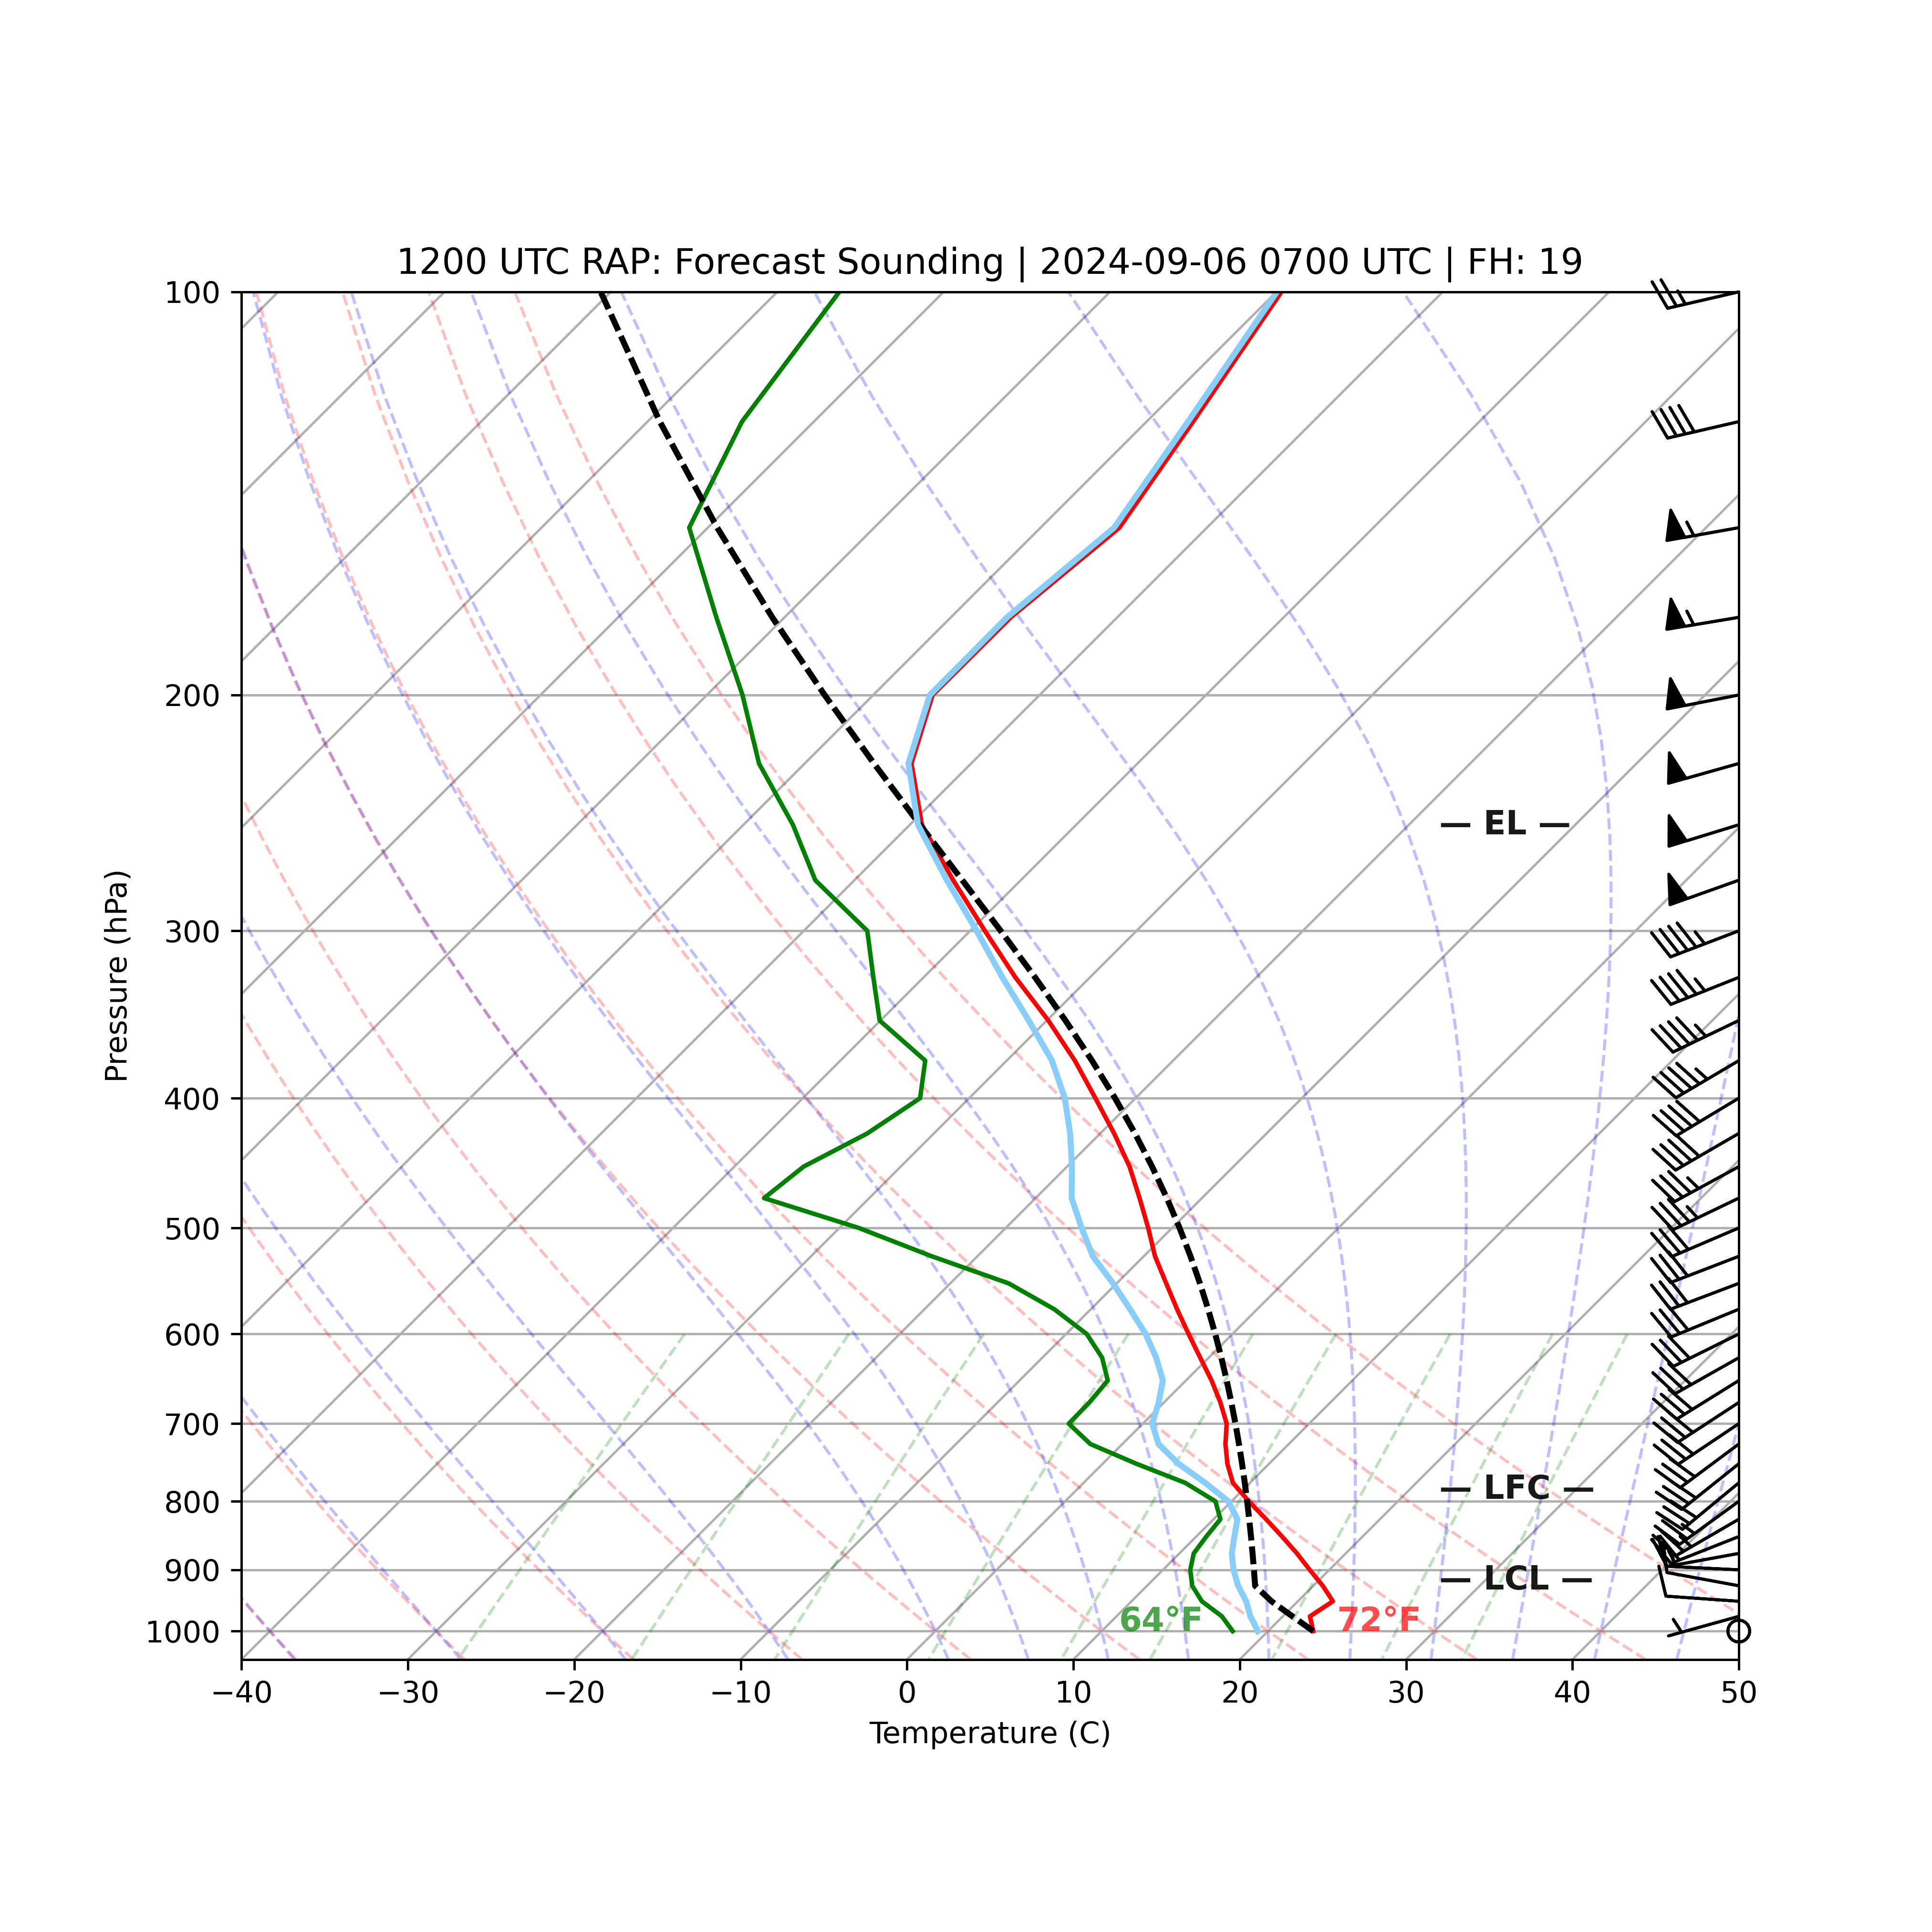 1200 UTC RAP: Forecast Sounding | 2024-09-06 0700 UTC | FH: 19
100
200
— EL —
300
Pressure (hPa)
400
500
600
700
— LFC —
800
900
— LCL —
64°F 72°F
1000
−40 −30 −20 −10 0 10 20 30 40 50
Temperature (C)